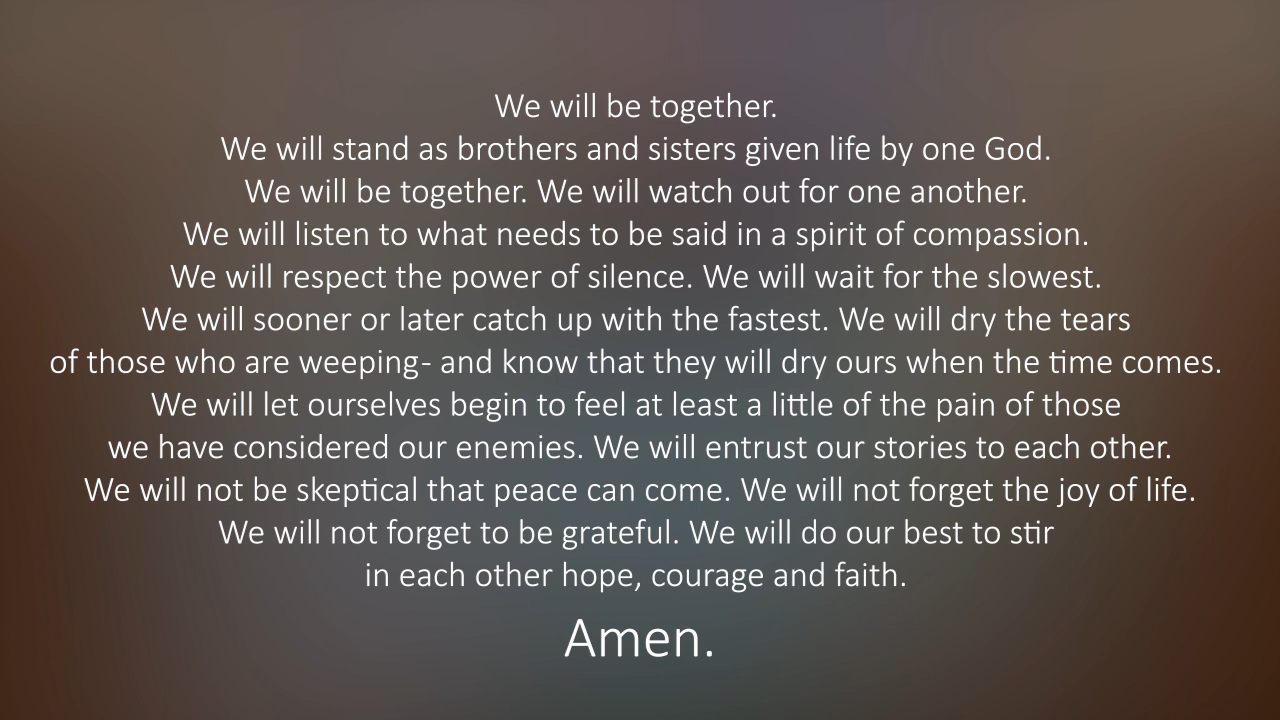 We will be together.
We will stand as brothers and sisters given life by one God.
We will be together. We will watch out for one another.
We will listen to what needs to be said in a spirit of compassion.
We will respect the power of silence. We will wait for the slowest.
We will sooner or later catch up with the fastest. We will dry the tears
of those who are weeping- and know that they will dry ours when the time comes.
We will let ourselves begin to feel at least a little of the pain of those
we have considered our enemies. We will entrust our stories to each other.
We will not be skeptical that peace can come. We will not forget the joy of life.
We will not forget to be grateful. We will do our best to stir
in each other hope, courage and faith.
Amen.